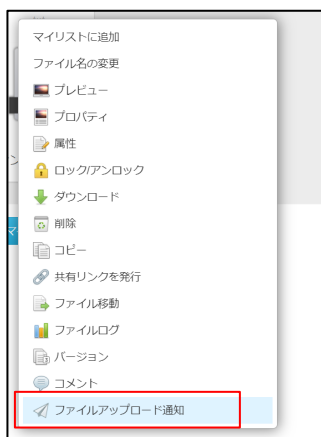 マイリストに追加
ファイル名の変更
プレビュー
プロパティ
属性
ロック/アンロック
ダウンロード
削除
コピー
共有リンクを発行
ファイル移動
ファイルログ
バージョン
コメント
ファイルアップロード通知